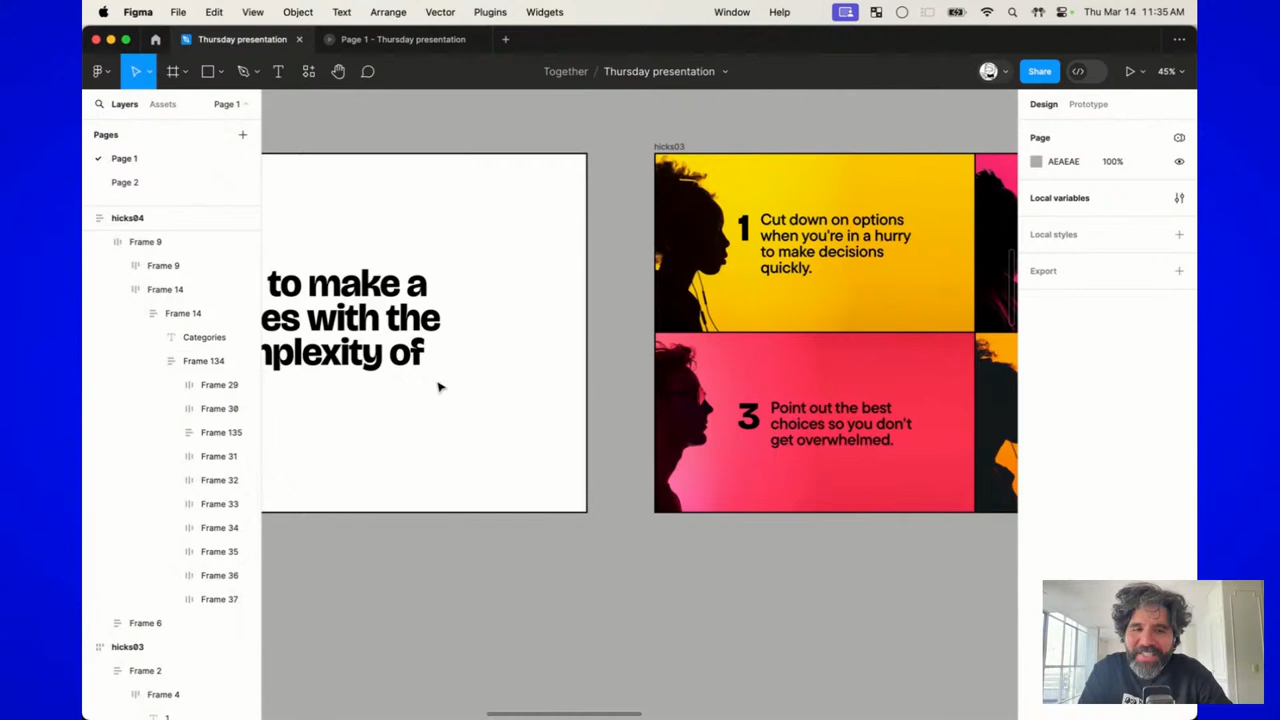 Figma File Edit View Object Text Arrange Vector Plugins Widgets Window Help Thu Mar 14 11:35 AM
Thursday presentation
Page 1 - Thursday presentation
Together / Thursday presentation
Share
45%
Layers Assets Page 1
Pages
Page 1
Page 2
hicks04
Frame 9
Frame 9
Frame 14
Frame 14
Categories
Frame 134
Frame 29
Frame 30
Frame 135
Frame 31
Frame 32
Frame 33
Frame 34
Frame 35
Frame 36
Frame 37
Frame 6
hicks03
Frame 2
Frame 4
1
to make a
es with the
mplexity of
hicks03
1 Cut down on options
when you're in a hurry
to make decisions
quickly.
3 Point out the best
choices so you don't
get overwhelmed.
Design Prototype
Page
AEAEAE 100%
Local variables
Local styles
Export